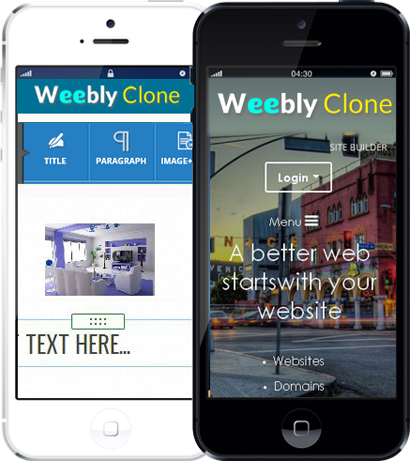 Weebly Clone
TITLE
PARAGRAPH
IMAGE+
TEXT HERE...
04:30
Weebly Clone
SITE BUILDER
Login
Menu
A better web
startswith your
website
Websites
Domains